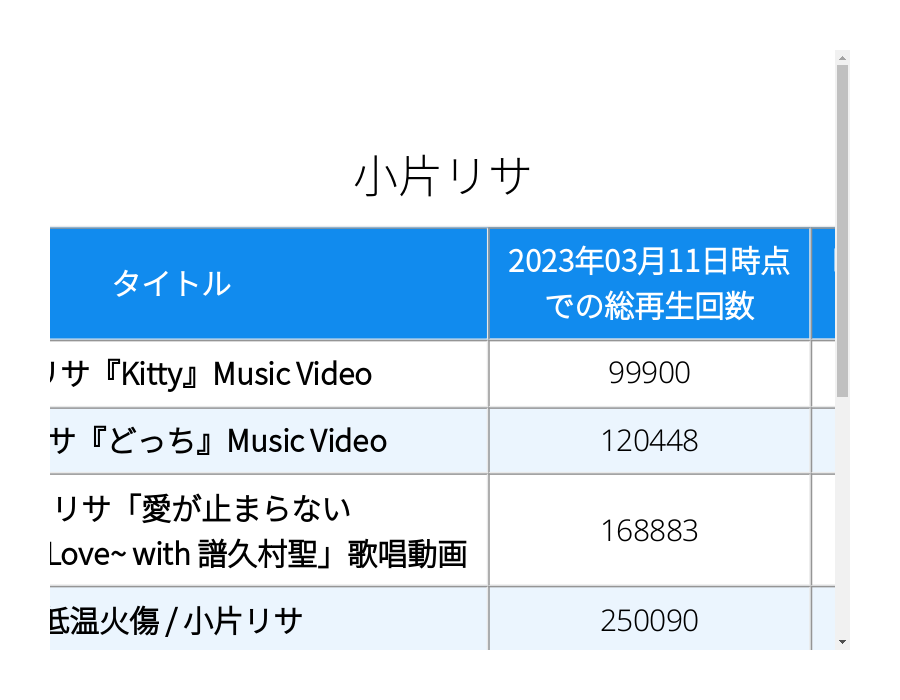 小片リサ
タイトル
2023年03月11日時点
での総再生回数
リサ『Kitty』Music Video
99900
サ『どっち』Music Video
120448
リサ「愛が止まらない
Love~ with 譜久村聖」歌唱動画
168883
低温火傷 / 小片リサ
250090